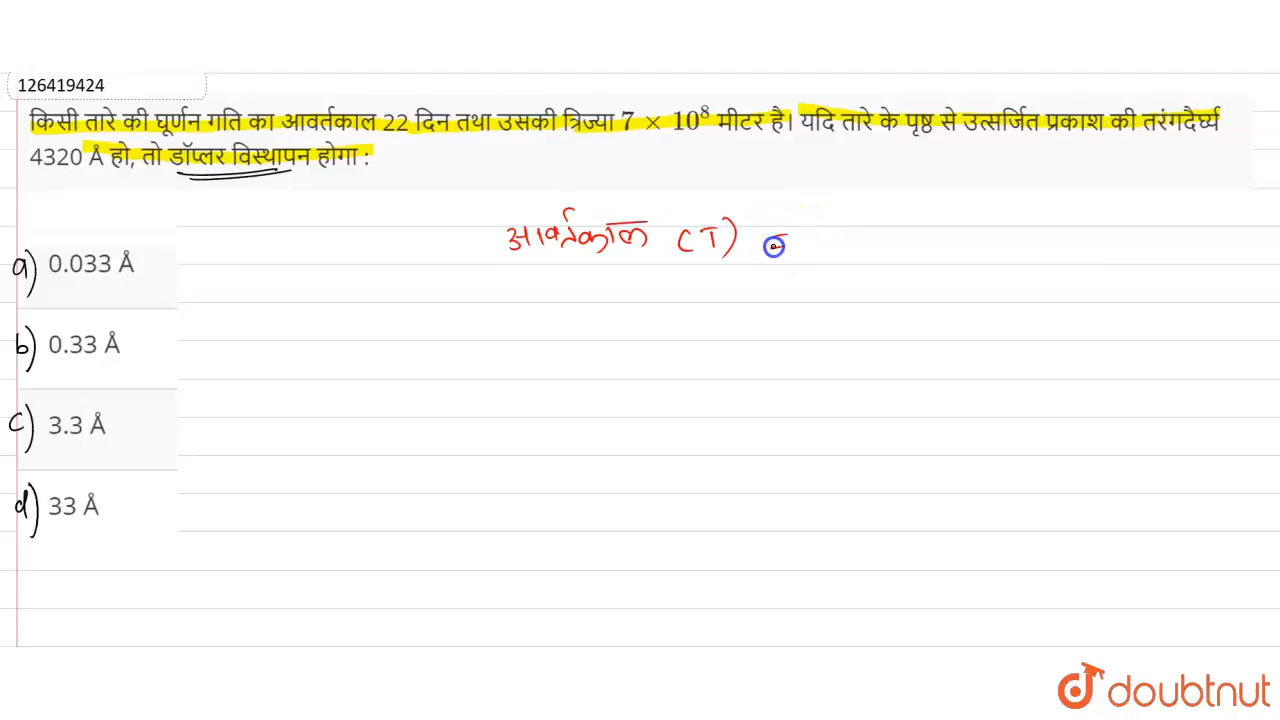 126419424
किसी तारे की घूर्णन गति का आवर्तकाल 22 दिन तथा उसकी त्रिज्या 7 × 10⁸ मीटर है। यदि तारे के पृष्ठ से उत्सर्जित प्रकाश की तरंगदैर्घ्य
4320 Å हो, तो डॉप्लर विस्थापन होगा :
आवर्तकाल (T) =
a) 0.033 Å
b) 0.33 Å
c) 3.3 Å
d) 33 Å
doubtnut